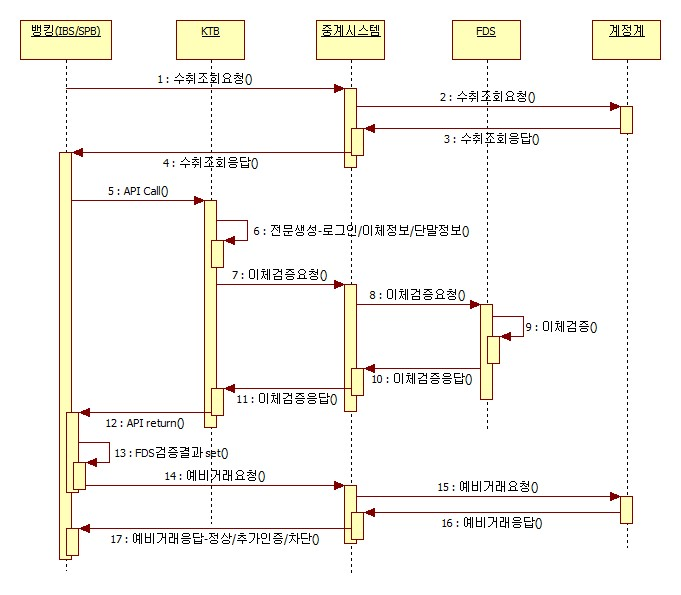 뱅킹(IBS/SPB)
KTB
중계시스템
FDS
계정계
1 : 수취조회요청()
2 : 수취조회요청()
3 : 수취조회응답()
4 : 수취조회응답()
5 : API Call()
6 : 전문생성-로그인/이체정보/단말정보()
7 : 이체검증요청()
8 : 이체검증요청()
9 : 이체검증()
10 : 이체검증응답()
11 : 이체검증응답()
12 : API return()
13 : FDS검증결과 set()
14 : 예비거래요청()
15 : 예비거래요청()
16 : 예비거래응답()
17 : 예비거래응답-정상/추가인증/차단()